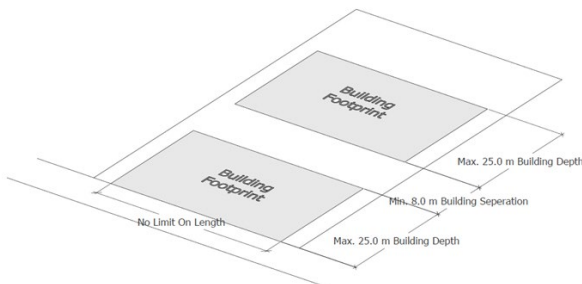 Building
Footprint
Max. 25.0 m Building Depth
Building
Footprint
Min. 8.0 m Building Seperation
No Limit On Length
Max. 25.0 m Building Depth